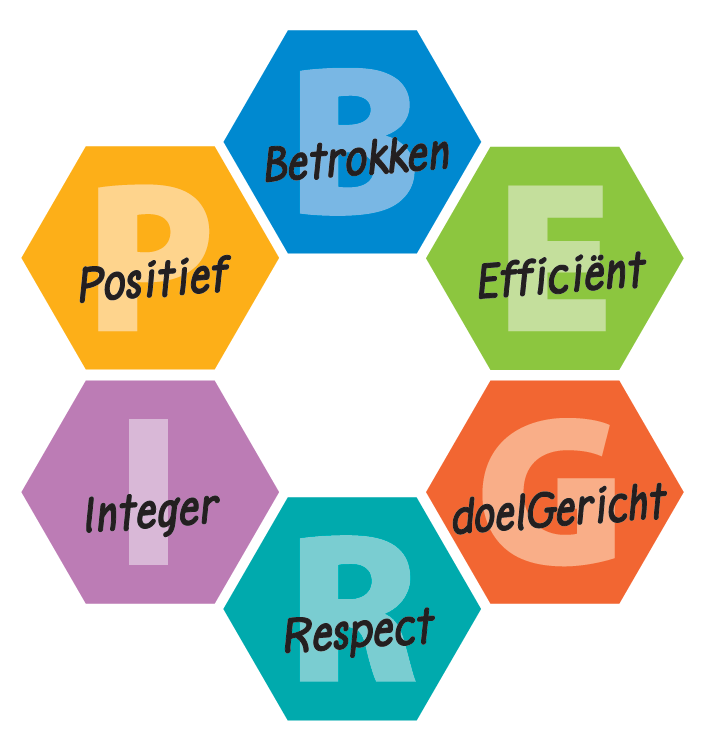 B
Betrokken
E
Efficiënt
G
doelGericht
R
Respect
I
Integer
P
Positief